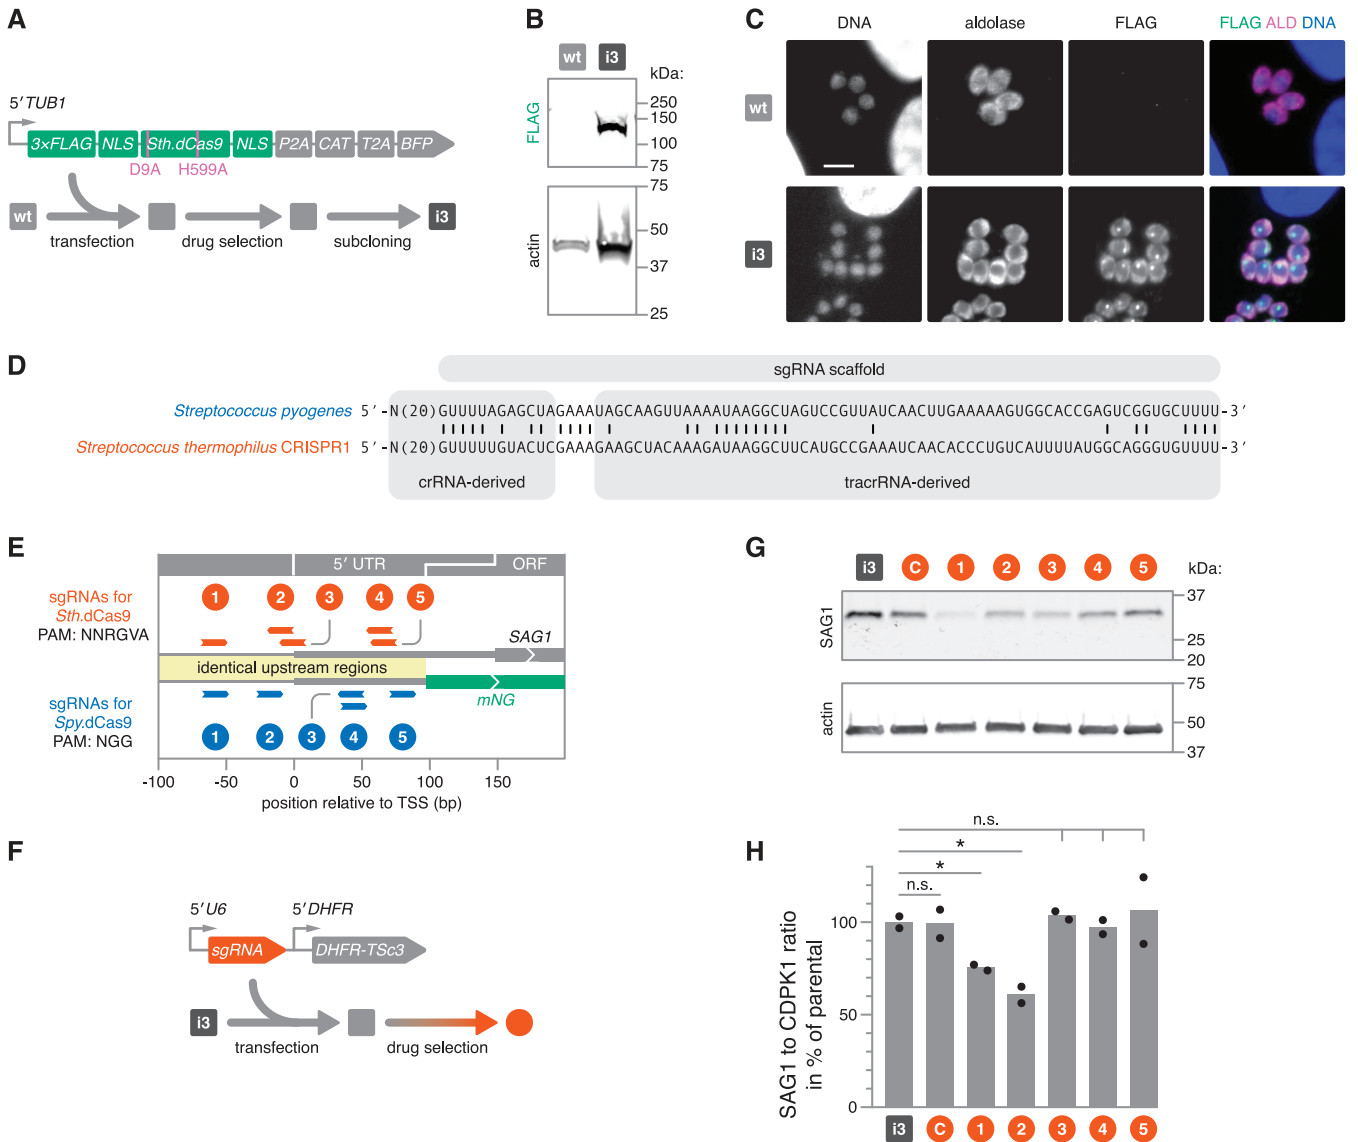 A
5′ TUB1
3×FLAG NLS Sth.dCas9 NLS P2A CAT T2A BFP
D9A H599A
wt i3
transfection drug selection subcloning
B
wt i3
kDa:
FLAG
250
150
100
75
actin
75
50
37
25
C
DNA aldolase FLAG FLAG ALD DNA
wt
i3
D
sgRNA scaffold
Streptococcus pyogenes 5′-N(20)GUUUUAGAGCUAGAAAUAGCAAGUUAAAAUAAGGCUAGUCCGUUAUCAACUUGAAAAAGUGGCACCGAGUCGGUGCUUUU-3′
Streptococcus thermophilus CRISPR1 5′-N(20)GUUUUUGUACUCGAAAGAAGCUACAAAGAUAAGGCUUCAUGCCGAAAUCAACACCCUGUCAUUUUAUGGCAGGGUGUUUU-3′
crRNA-derived tracrRNA-derived
E
5′ UTR ORF
sgRNAs for
Sth.dCas9
PAM: NNRGVA
1 2 3 4 5
SAG1
identical upstream regions
mNG
sgRNAs for
Spy.dCas9
PAM: NGG
1 2 3 4 5
-100 -50 0 50 100 150
position relative to TSS (bp)
F
5′ U6 5′ DHFR
sgRNA DHFR-TSc3
i3
transfection drug selection
G
i3 C 1 2 3 4 5
kDa:
SAG1
37
25
20
actin
75
50
37
H
n.s.
*
*
n.s.
SAG1 to CDPK1 ratio
in % of parental
100
50
0
i3 C 1 2 3 4 5